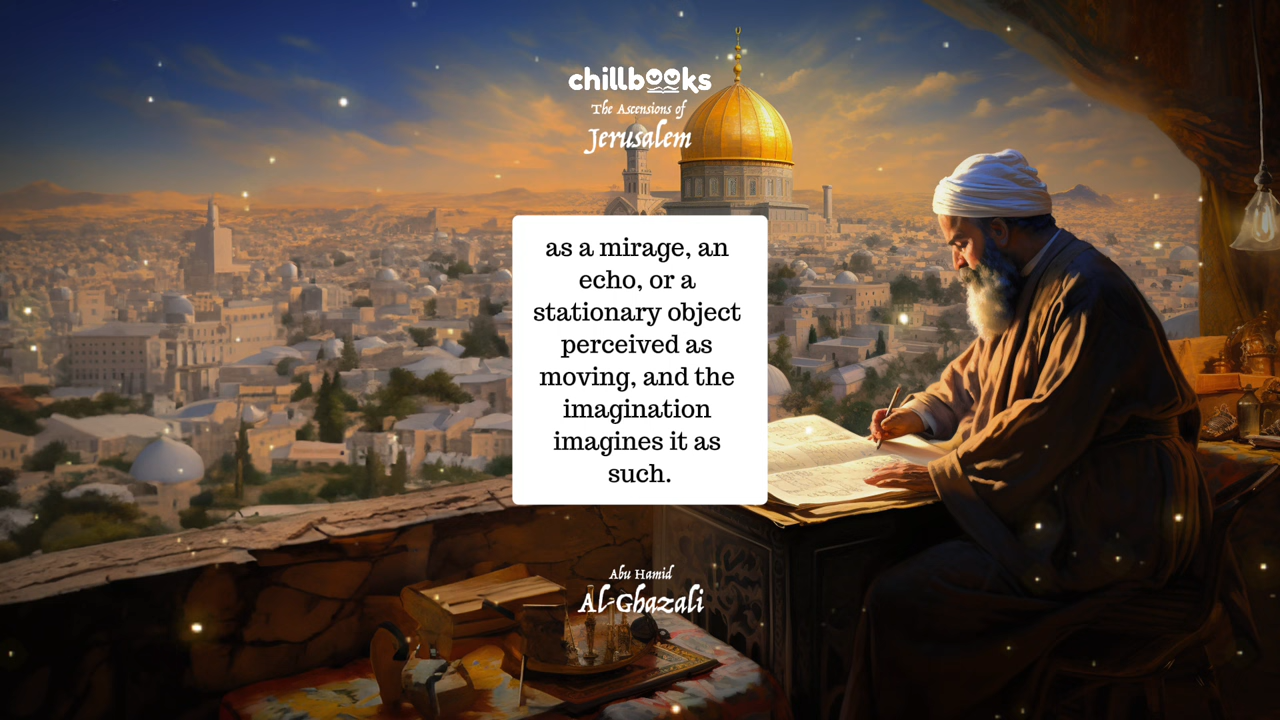 chillbooks
The Ascensions of
Jerusalem
as a mirage, an
echo, or a
stationary object
perceived as
moving, and the
imagination
imagines it as
such.
Abu Hamid
Al-Ghazali